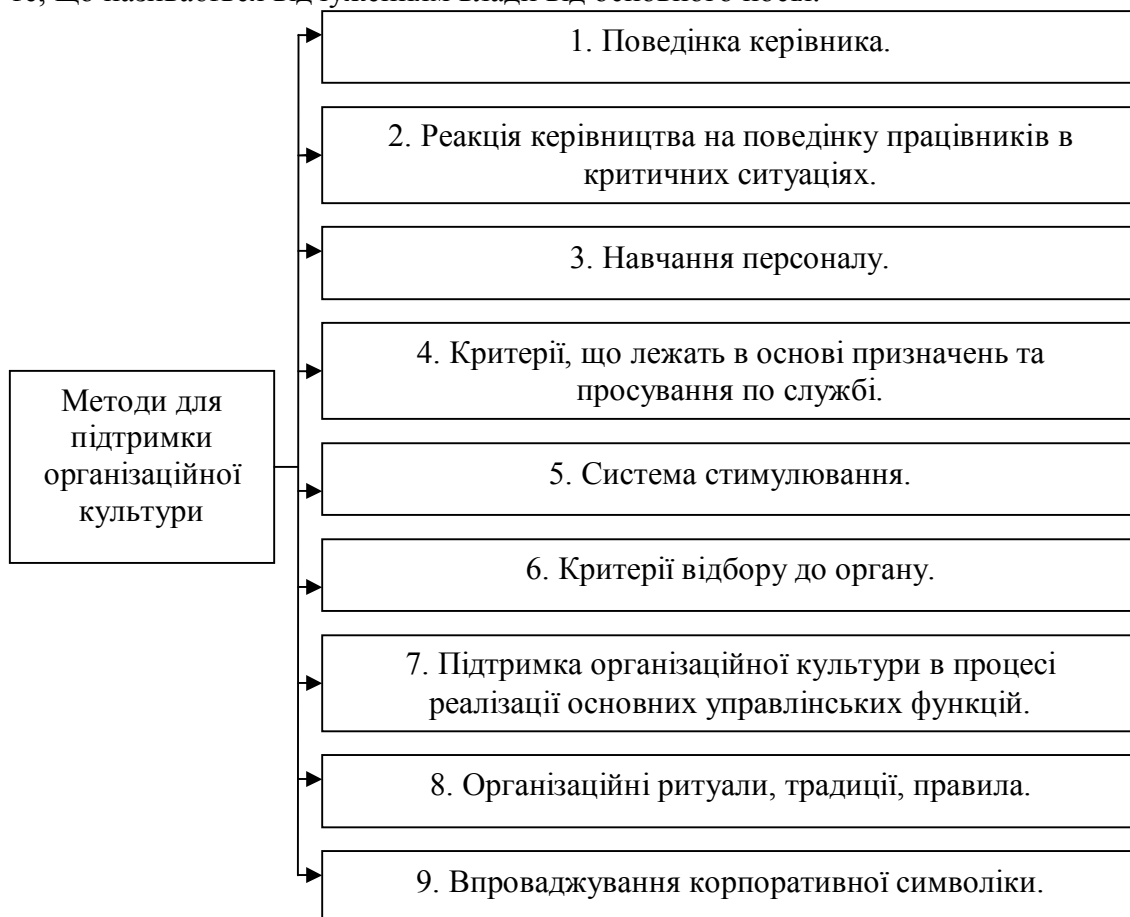 1. Поведінка керівника.
2. Реакція керівництва на поведінку працівників в
критичних ситуаціях.
3. Навчання персоналу.
4. Критерії, що лежать в основі призначень та
просування по службі.
Методи для
підтримки
організаційної
культури
5. Система стимулювання.
6. Критерії відбору до органу.
7. Підтримка організаційної культури в процесі
реалізації основних управлінських функцій.
8. Організаційні ритуали, традиції, правила.
9. Впроваджування корпоративної символіки.